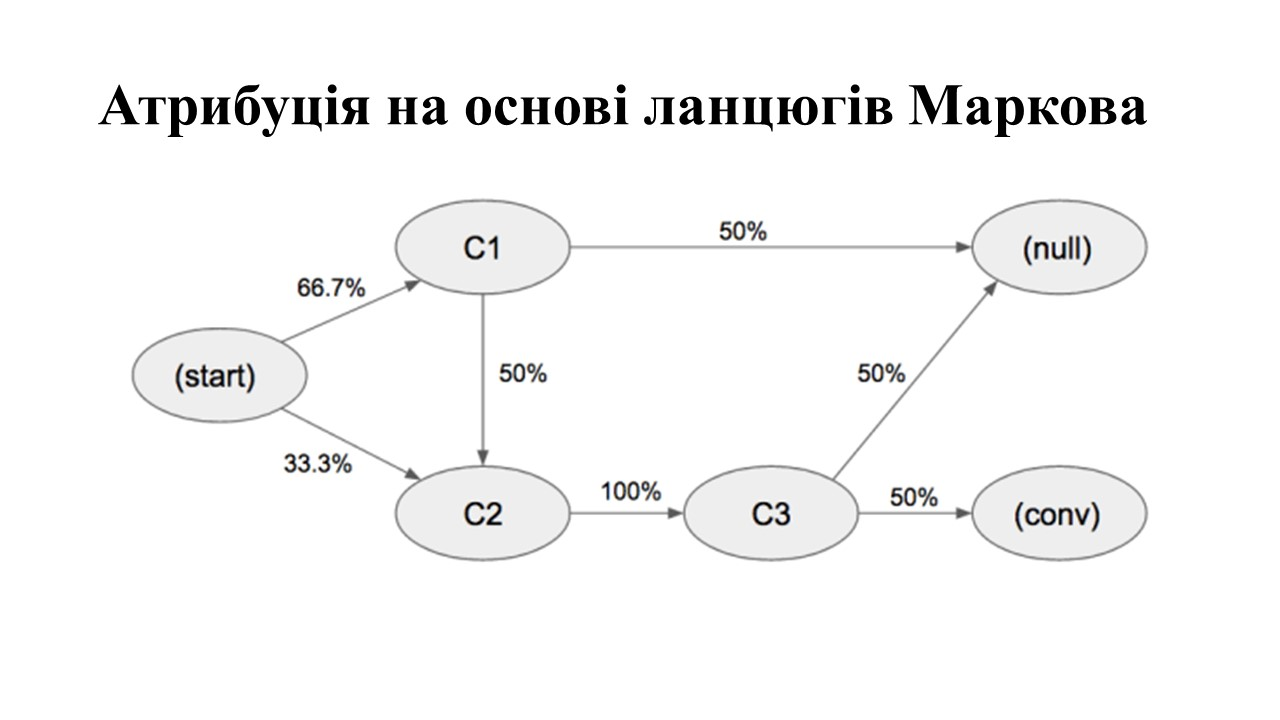 Атрибуція на основі ланцюгів Маркова
C1
50%
(null)
66.7%
(start)
50%
50%
33.3%
C2
100%
C3
50%
(conv)